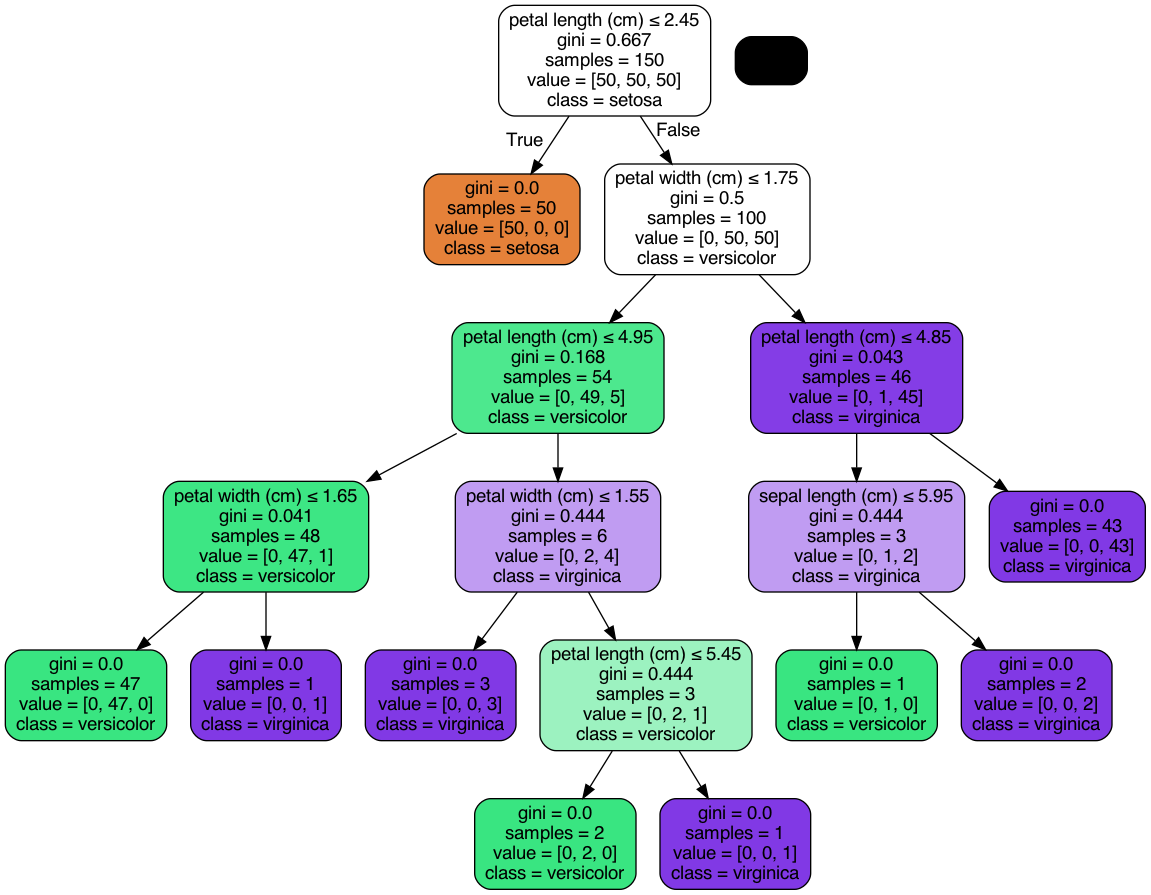 petal length (cm) ≤ 2.45
gini = 0.667
samples = 150
value = [50, 50, 50]
class = setosa
True
False
gini = 0.0
samples = 50
value = [50, 0, 0]
class = setosa
petal width (cm) ≤ 1.75
gini = 0.5
samples = 100
value = [0, 50, 50]
class = versicolor
petal length (cm) ≤ 4.95
gini = 0.168
samples = 54
value = [0, 49, 5]
class = versicolor
petal length (cm) ≤ 4.85
gini = 0.043
samples = 46
value = [0, 1, 45]
class = virginica
petal width (cm) ≤ 1.65
gini = 0.041
samples = 48
value = [0, 47, 1]
class = versicolor
petal width (cm) ≤ 1.55
gini = 0.444
samples = 6
value = [0, 2, 4]
class = virginica
sepal length (cm) ≤ 5.95
gini = 0.444
samples = 3
value = [0, 1, 2]
class = virginica
gini = 0.0
samples = 43
value = [0, 0, 43]
class = virginica
gini = 0.0
samples = 47
value = [0, 47, 0]
class = versicolor
gini = 0.0
samples = 1
value = [0, 0, 1]
class = virginica
gini = 0.0
samples = 3
value = [0, 0, 3]
class = virginica
petal length (cm) ≤ 5.45
gini = 0.444
samples = 3
value = [0, 2, 1]
class = versicolor
gini = 0.0
samples = 1
value = [0, 1, 0]
class = versicolor
gini = 0.0
samples = 2
value = [0, 0, 2]
class = virginica
gini = 0.0
samples = 2
value = [0, 2, 0]
class = versicolor
gini = 0.0
samples = 1
value = [0, 0, 1]
class = virginica